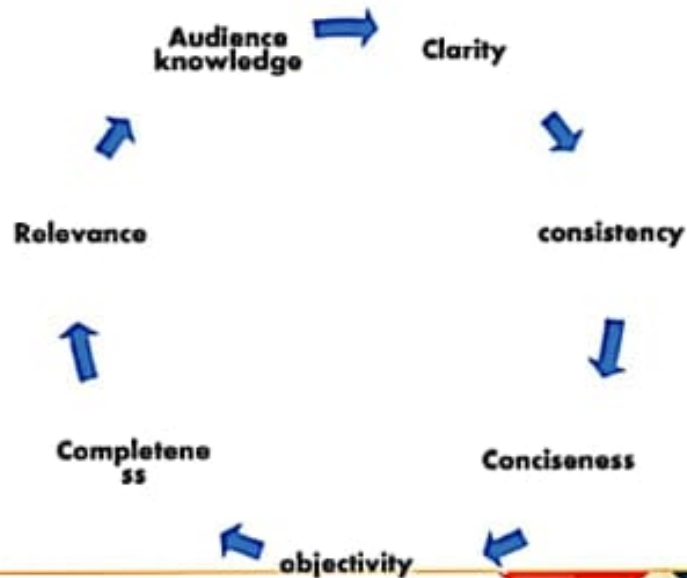 Audience
knowledge
Clarity
consistency
Conciseness
objectivity
Completene
ss
Relevance